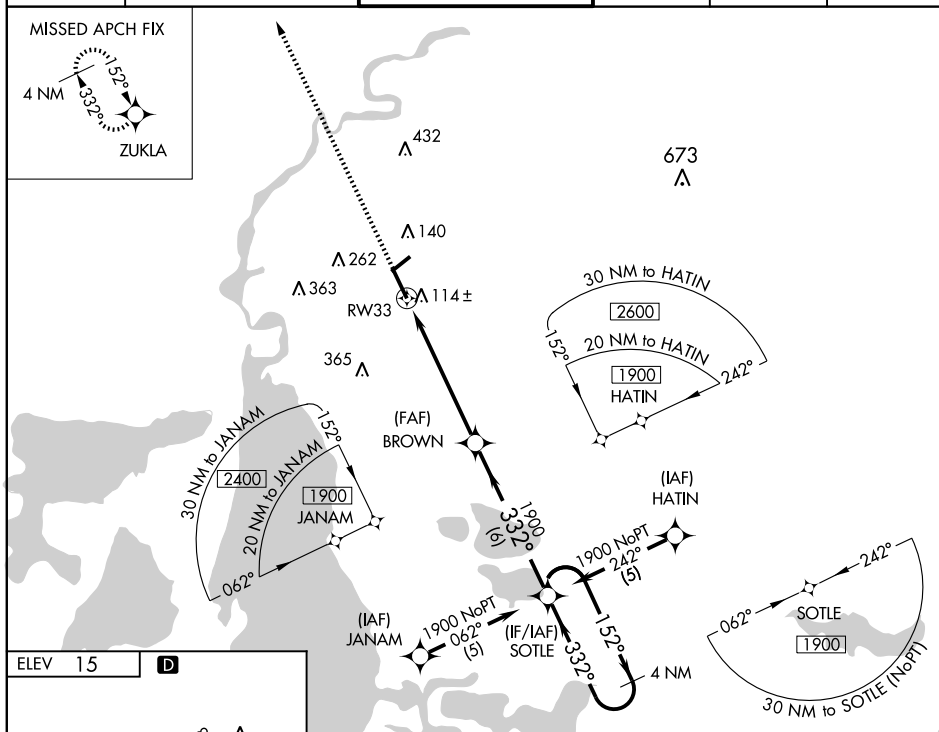 MISSED APCH FIX
4 NM
152°
332°
ZUKLA
432
673
140
262
363
RW33
114 ±
365
30 NM to HATIN
2600
20 NM to HATIN
152°
1900
242°
HATIN
(FAF)
BROWN
30 NM to JANAM
152°
2400
20 NM to JANAM
1900
JANAM
062°
1900
332°
(6)
(IAF)
HATIN
1900 NoPT
242°
(5)
(IAF)
JANAM
1900 NoPT
062°
(5)
(IF/IAF)
SOTLE
152°
332°
4 NM
242°
062°
SOTLE
1900
30 NM to SOTLE (NoPT)
ELEV 15
D